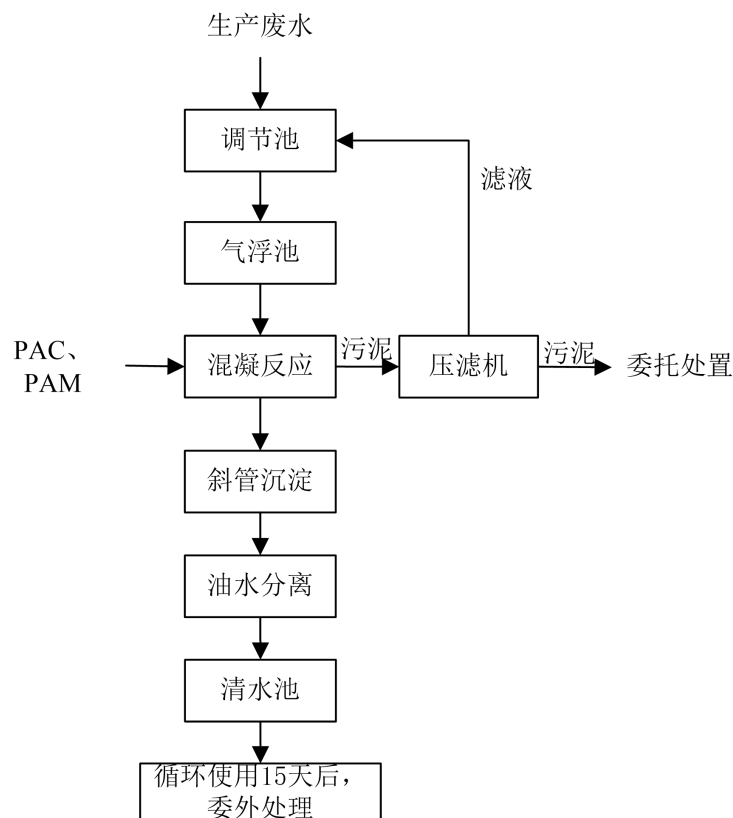 生产废水
调节池
滤液
气浮池
PAC、
PAM
混凝反应
污泥
压滤机
污泥
委托处置
斜管沉淀
油水分离
清水池
循环使用15天后，
委外处理